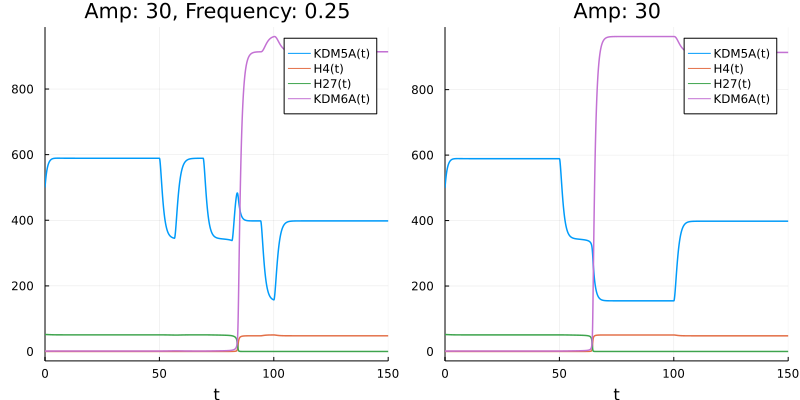 Amp: 30, Frequency: 0.25
KDM5A(t)
H4(t)
H27(t)
KDM6A(t)
800
600
400
200
0
0 50 100 150
t
Amp: 30
KDM5A(t)
H4(t)
H27(t)
KDM6A(t)
800
600
400
200
0
0 50 100 150
t